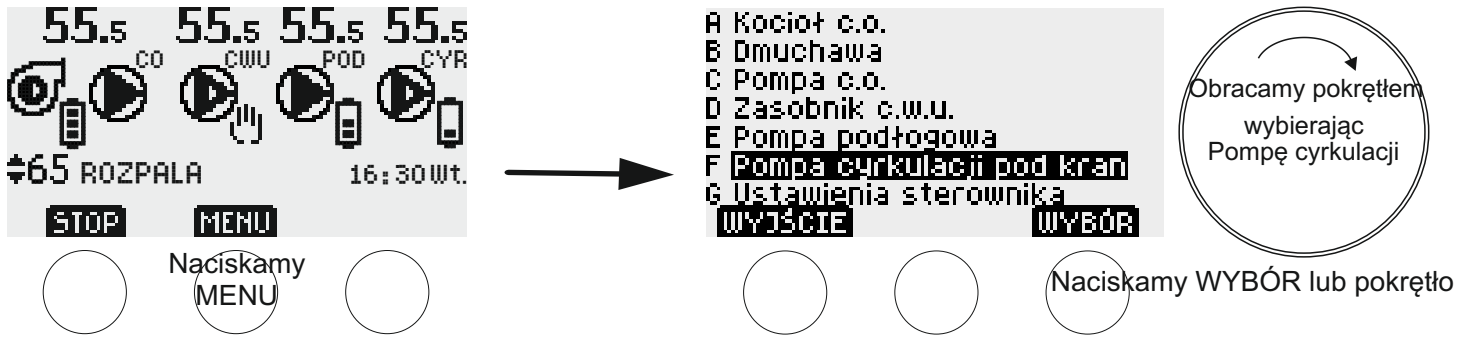 55.5 55.5 55.5 55.5
CO CWU POD CYR
65 ROZPALA 16:30 Wt.
STOP MENU
Naciskamy
MENU
A Kocioł c.o.
B Dmuchawa
C Pompa c.o.
D Zasobnik c.w.u.
E Pompa podłogowa
F Pompa cyrkulacji pod kran
G Ustawienia sterownika
WYJŚCIE WYBÓR
Obracamy pokrętłem
wybierając
Pompę cyrkulacji
Naciskamy WYBÓR lub pokrętło